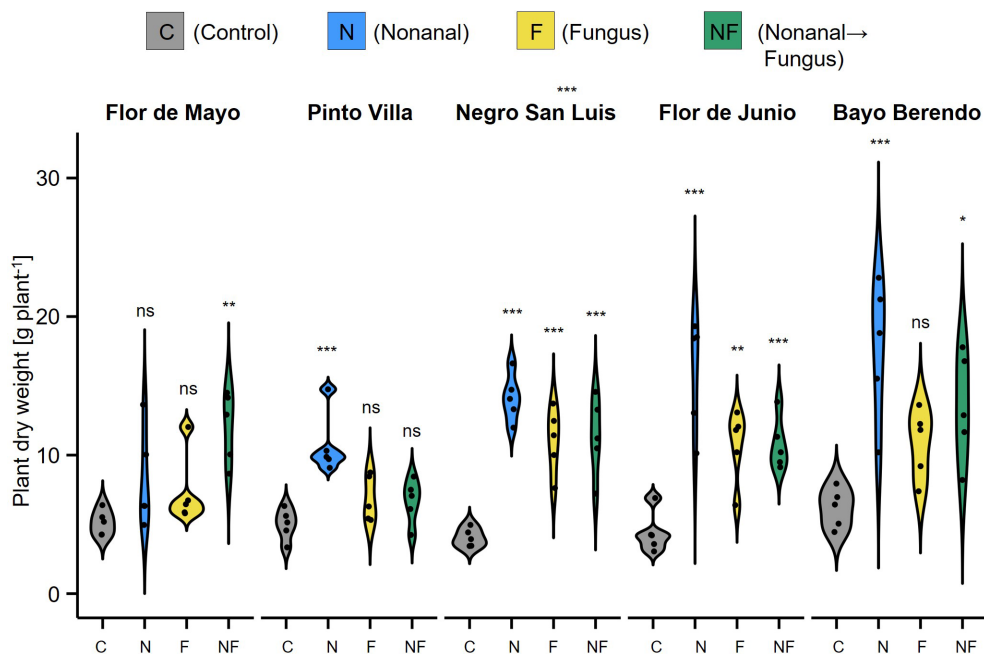 C (Control) N (Nonanal) F (Fungus) NF (Nonanal→
Fungus)
***
Flor de Mayo Pinto Villa Negro San Luis Flor de Junio Bayo Berendo
Plant dry weight [g plant⁻¹]
30
20
10
0
ns ns **
*** ns ns
*** *** ***
*** ** ***
*** ns *
C N F NF C N F NF C N F NF C N F NF C N F NF